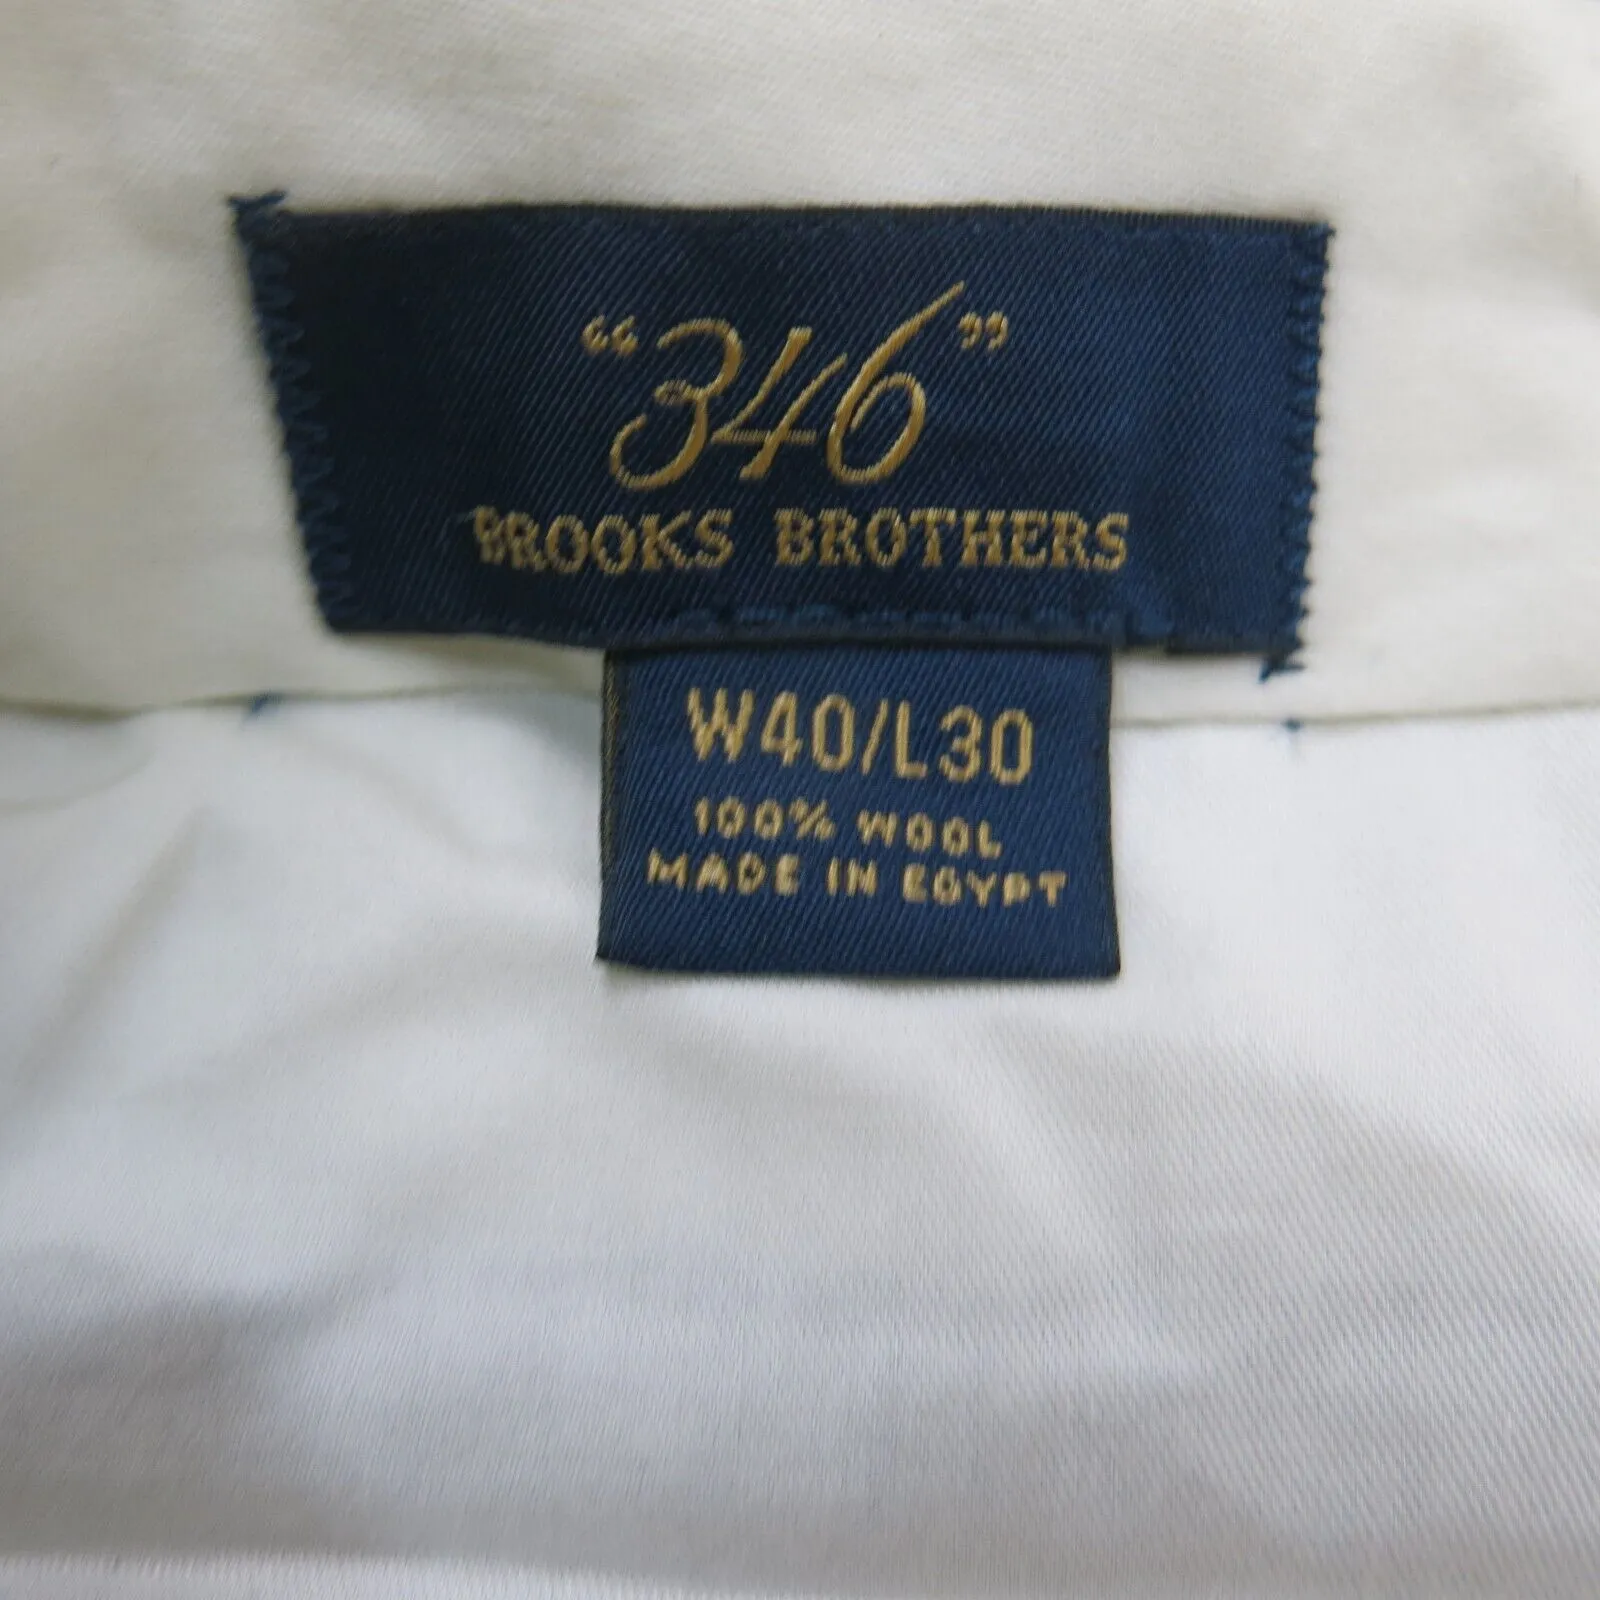 “346”
BROOKS BROTHERS
W40/L30
100% WOOL
MADE IN EGYPT